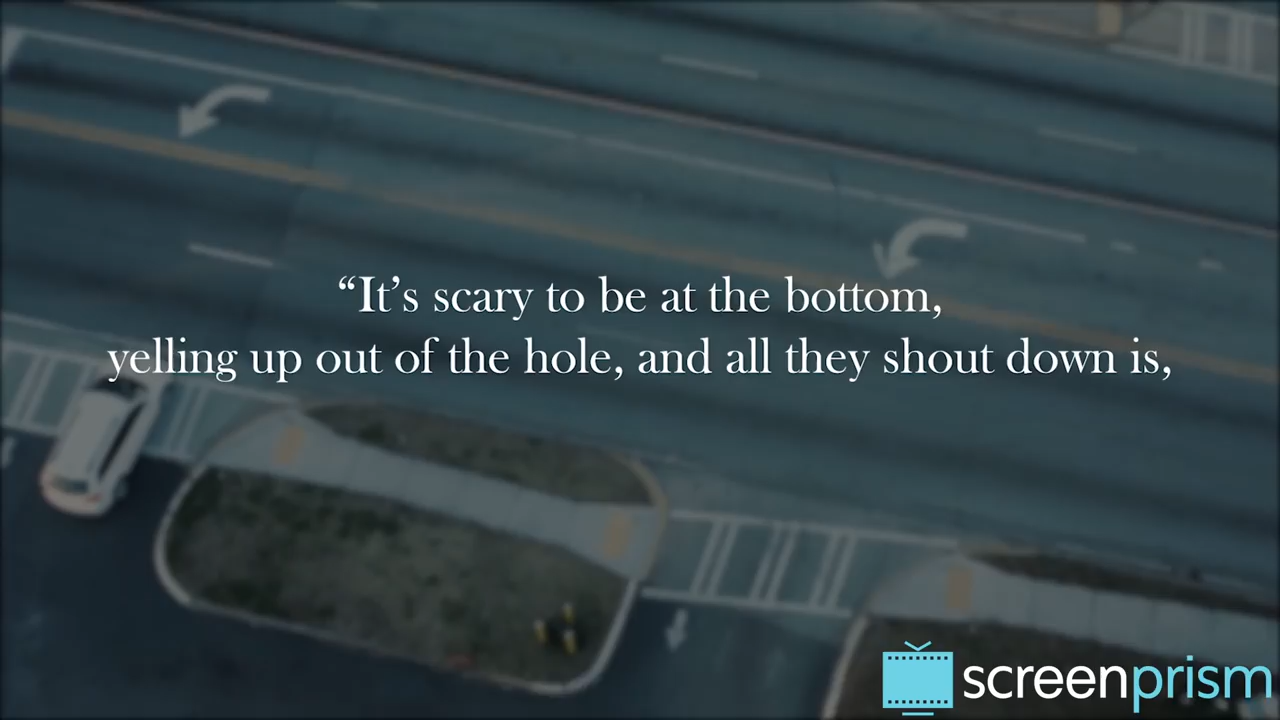 “It’s scary to be at the bottom,
yelling up out of the hole, and all they shout down is,
screenprism